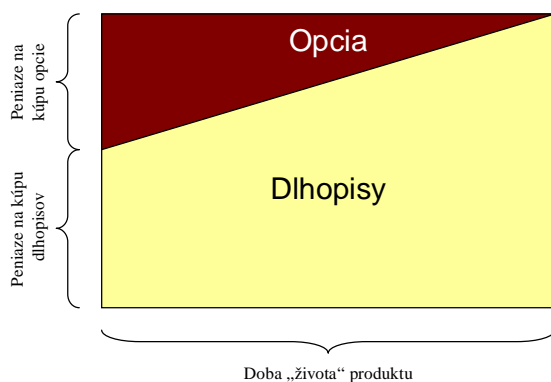 Opcia
Peniaze na
kúpu opcie
Dlhopisy
Peniaze na kúpu
dlhopisov
Doba „života“ produktu